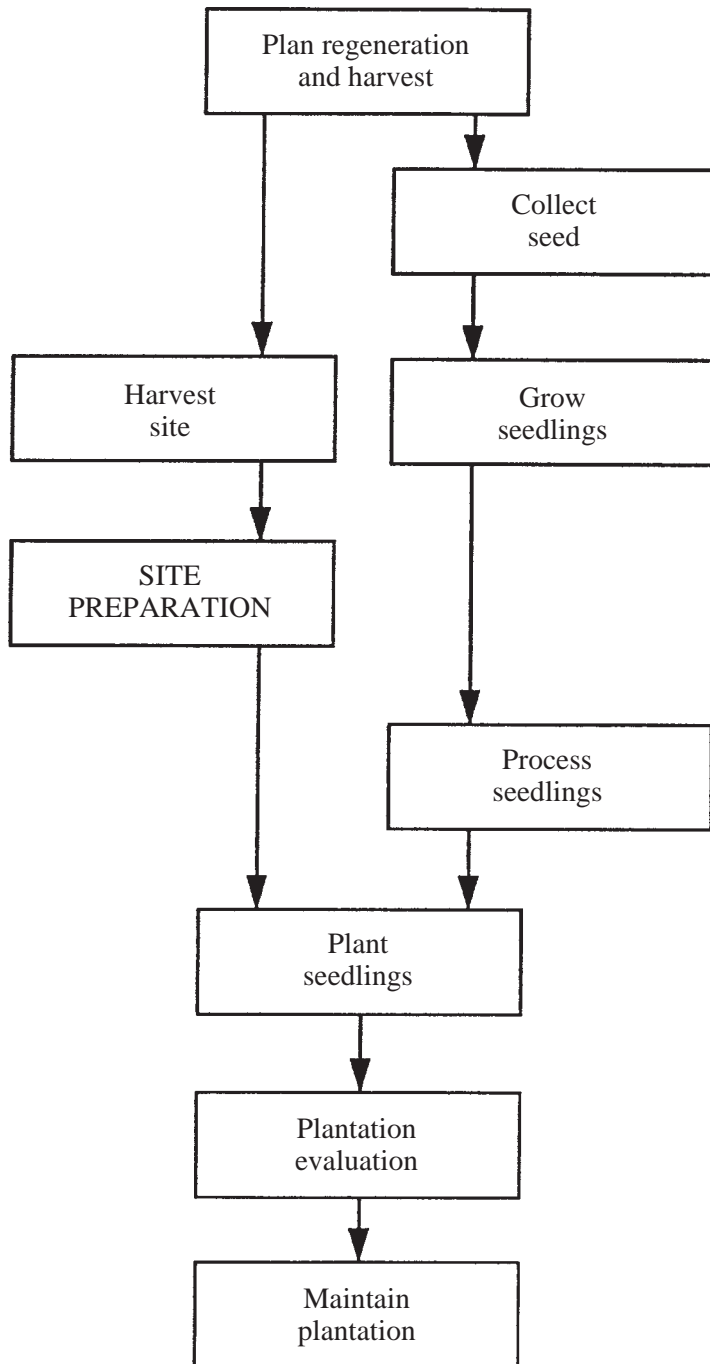 Plan regeneration
and harvest
Collect
seed
Harvest
site
Grow
seedlings
SITE
PREPARATION
Process
seedlings
Plant
seedlings
Plantation
evaluation
Maintain
plantation